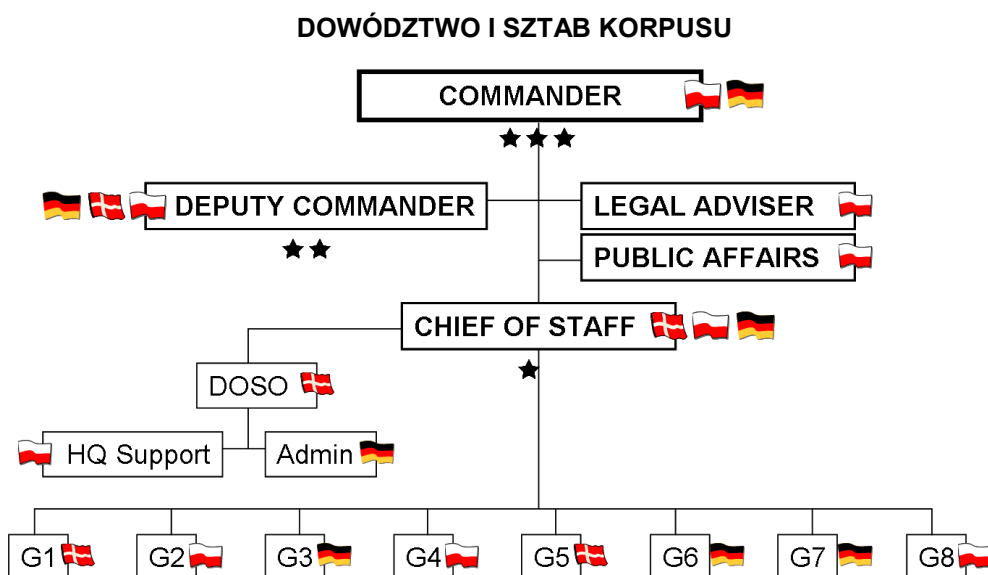 DOWÓDZTWO I SZTAB KORPUSU
COMMANDER
DEPUTY COMMANDER
LEGAL ADVISER
PUBLIC AFFAIRS
CHIEF OF STAFF
DOSO
HQ Support
Admin
G1
G2
G3
G4
G5
G6
G7
G8